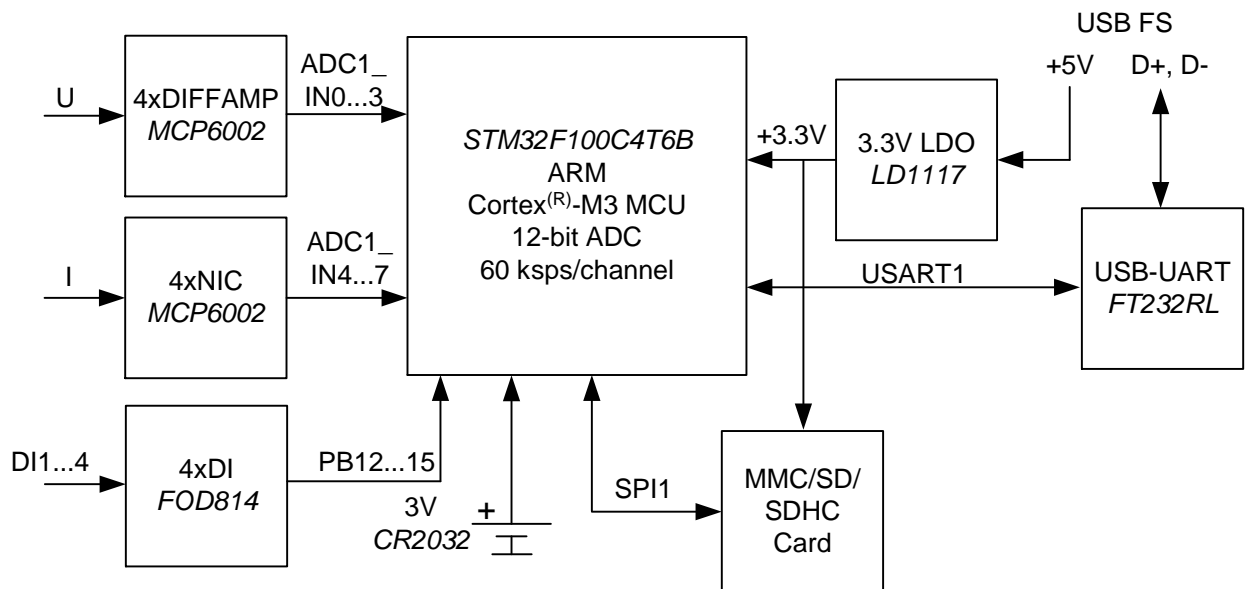 USB FS
+5V
D+, D-
U
4xDIFFAMP
MCP6002
ADC1_
IN0...3
STM32F100C4T6B
ARM
Cortex(R)-M3 MCU
12-bit ADC
60 ksps/channel
+3.3V
3.3V LDO
LD1117
I
4xNIC
MCP6002
ADC1_
IN4...7
USART1
USB-UART
FT232RL
DI1...4
4xDI
FOD814
PB12...15
3V
CR2032
+
SPI1
MMC/SD/
SDHC
Card